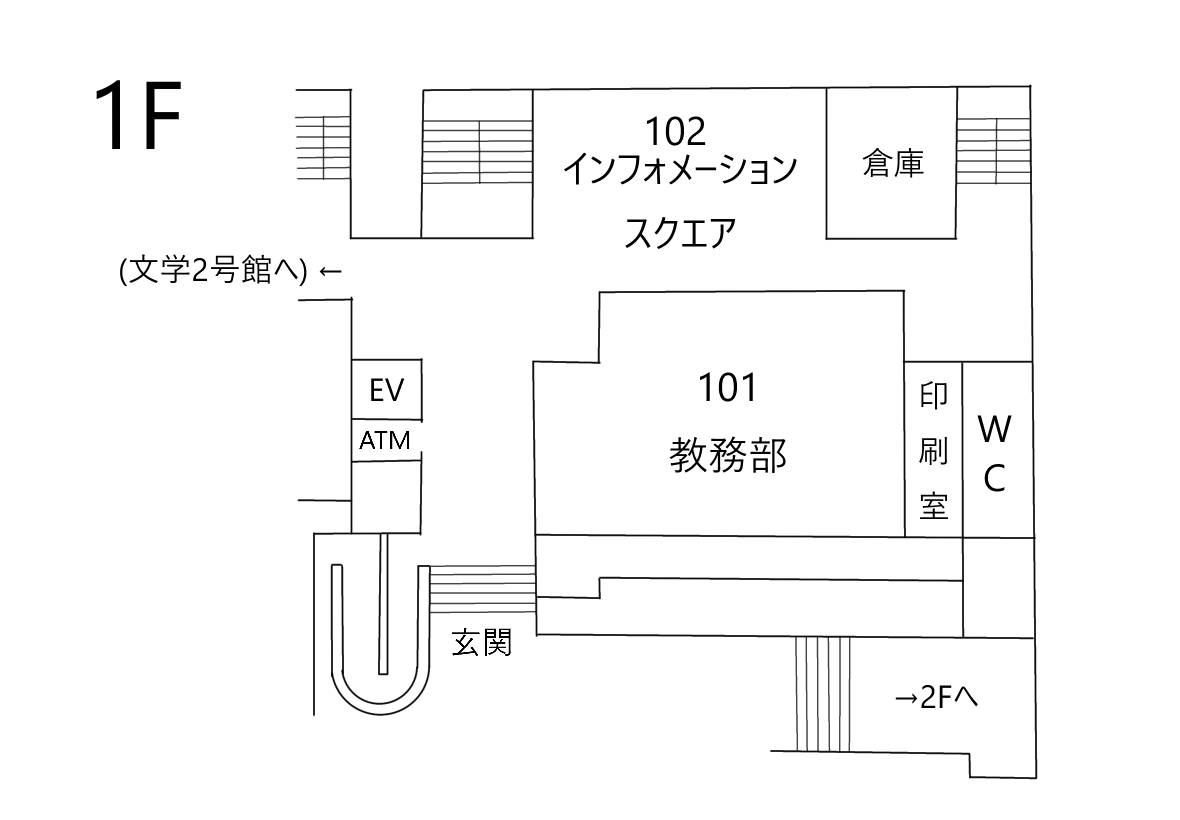 1F
102
インフォメーション
スクエア
倉庫
(文学2号館へ) ←
EV
ATM
101
教務部
印
刷
室
W
C
玄関
→2Fへ